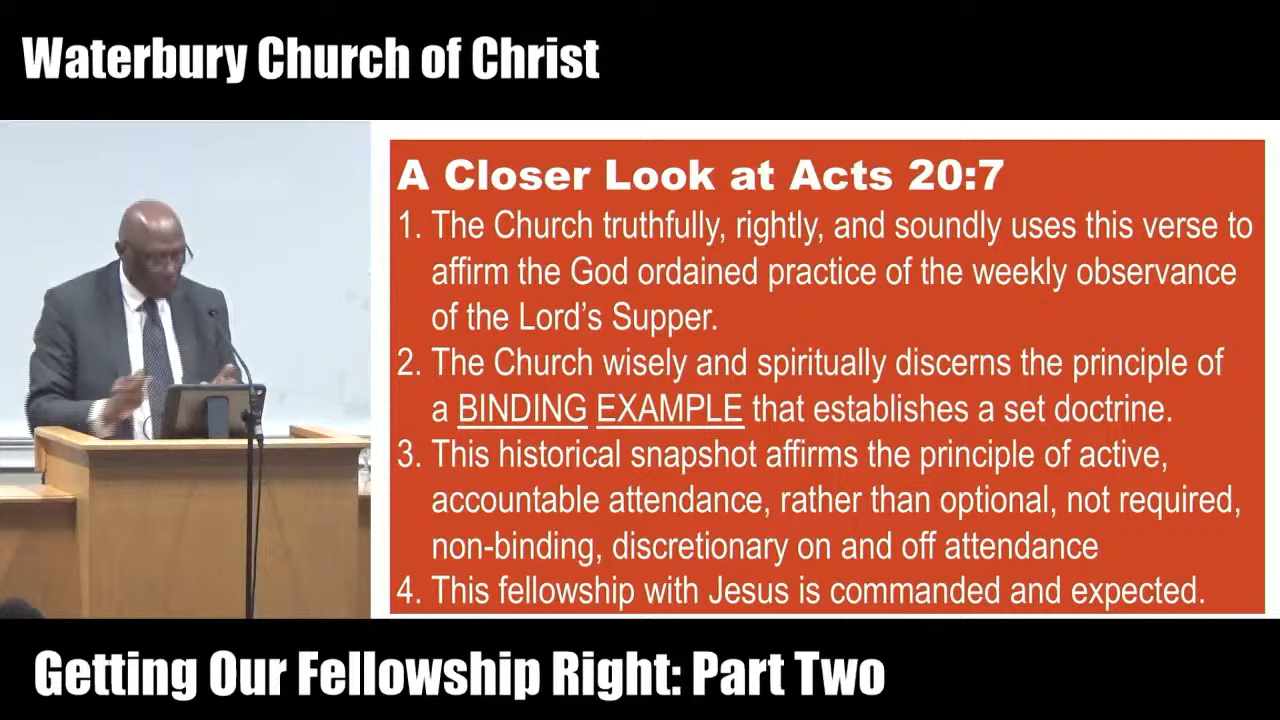 Waterbury Church of Christ
A Closer Look at Acts 20:7
1. The Church truthfully, rightly, and soundly uses this verse to
affirm the God ordained practice of the weekly observance
of the Lord's Supper.
2. The Church wisely and spiritually discerns the principle of
a BINDING EXAMPLE that establishes a set doctrine.
3. This historical snapshot affirms the principle of active,
accountable attendance, rather than optional, not required,
non-binding, discretionary on and off attendance
4. This fellowship with Jesus is commanded and expected.
Getting Our Fellowship Right: Part Two